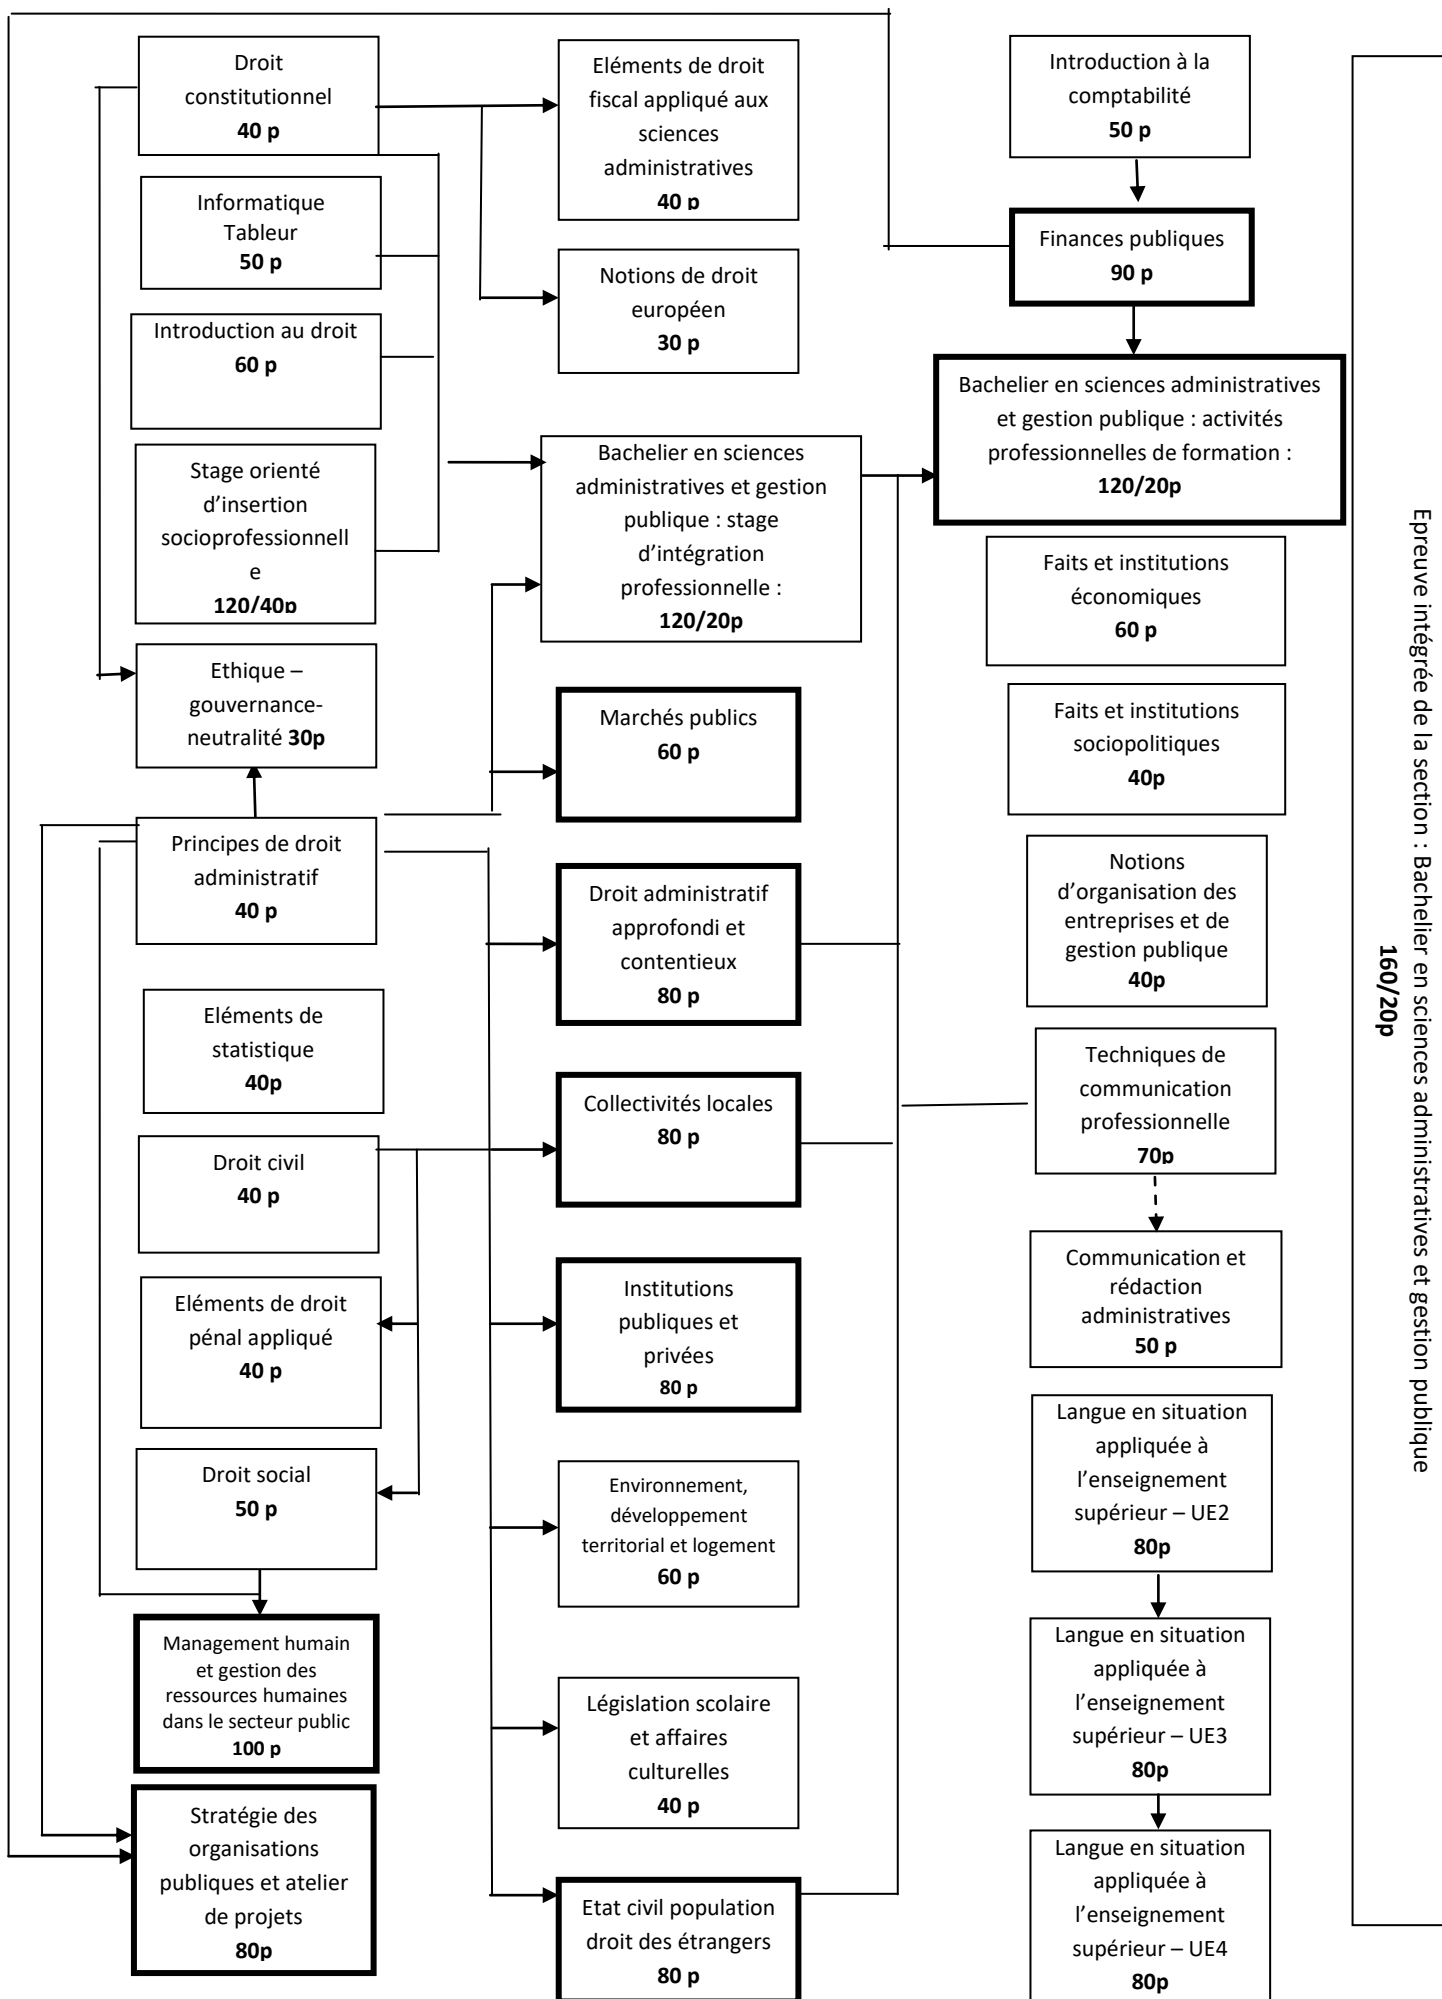 Droit
constitutionnel
40 p
Informatique
Tableur
50 p
Introduction au droit
60 p
Stage orienté
d'insertion
socioprofessionnell
e
120/40p
Ethique –
gouvernance-
neutralité 30p
Principes de droit
administratif
40 p
Eléments de
statistique
40p
Droit civil
40 p
Eléments de droit
pénal appliqué
40 p
Droit social
50 p
Management humain
et gestion des
ressources humaines
dans le secteur public
100 p
Stratégie des
organisations
publiques et atelier
de projets
80p
Eléments de droit
fiscal appliqué aux
sciences
administratives
40 p
Notions de droit
européen
30 p
Bachelier en sciences
administratives et gestion
publique : stage
d'intégration
professionnelle :
120/20p
Marchés publics
60 p
Droit administratif
approfondi et
contentieux
80 p
Collectivités locales
80 p
Institutions
publiques et
privées
80 p
Environnement,
développement
territorial et logement
60 p
Législation scolaire
et affaires
culturelles
40 p
Etat civil population
droit des étrangers
80 p
Introduction à la
comptabilité
50 p
Finances publiques
90 p
Bachelier en sciences administratives
et gestion publique : activités
professionnelles de formation :
120/20p
Faits et institutions
économiques
60 p
Faits et institutions
sociopolitiques
40p
Notions
d'organisation des
entreprises et de
gestion publique
40p
Techniques de
communication
professionnelle
70p
Communication et
rédaction
administratives
50 p
Langue en situation
appliquée à
l'enseignement
supérieur – UE2
80p
Langue en situation
appliquée à
l'enseignement
supérieur – UE3
80p
Langue en situation
appliquée à
l'enseignement
supérieur – UE4
80p
Epreuve intégrée de la section : Bachelier en sciences administratives et gestion publique
160/20p